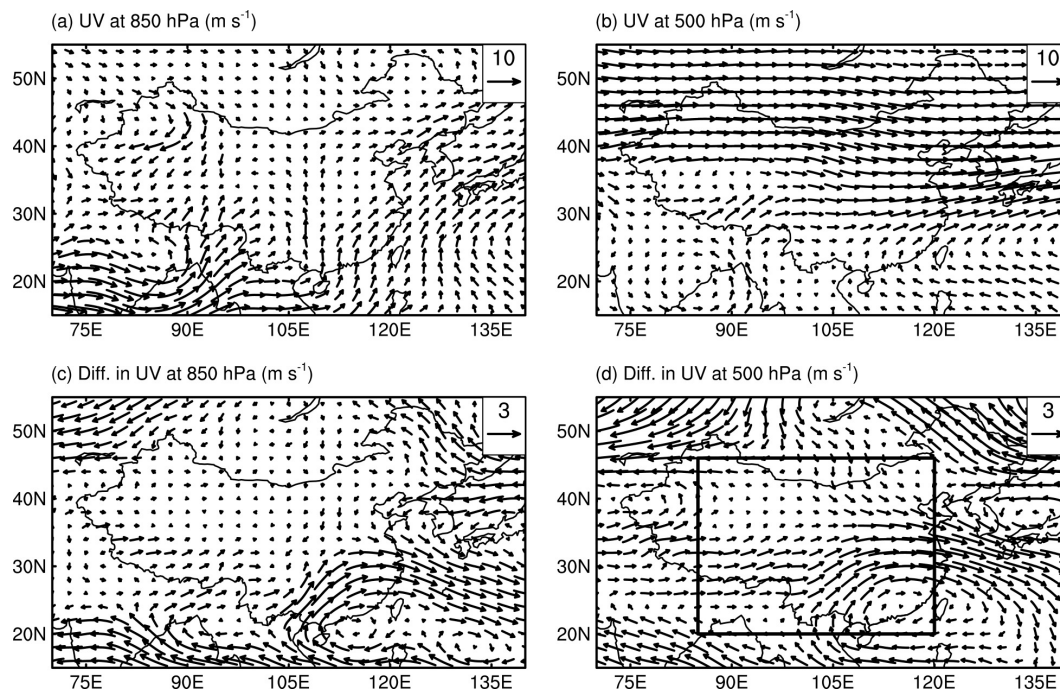 (a) UV at 850 hPa (m s⁻¹)
10
50N
40N
30N
20N
75E 90E 105E 120E 135E
(b) UV at 500 hPa (m s⁻¹)
10
50N
40N
30N
20N
75E 90E 105E 120E 135E
(c) Diff. in UV at 850 hPa (m s⁻¹)
3
50N
40N
30N
20N
75E 90E 105E 120E 135E
(d) Diff. in UV at 500 hPa (m s⁻¹)
3
50N
40N
30N
20N
75E 90E 105E 120E 135E